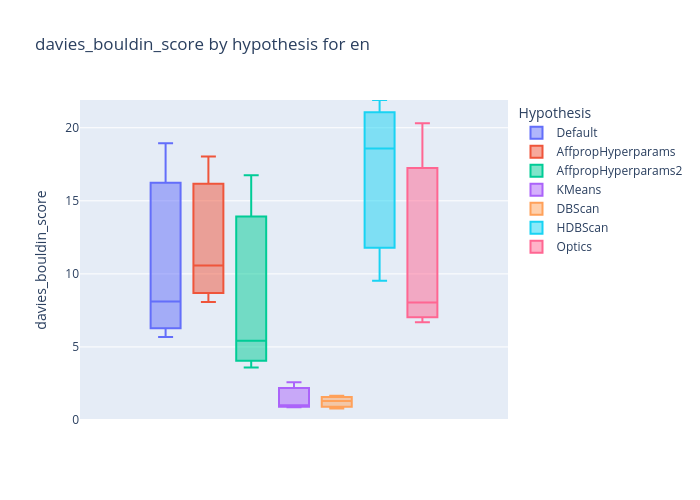 davies_bouldin_score by hypothesis for en
davies_bouldin_score
20
15
10
5
0
Hypothesis
Default
AffpropHyperparams
AffpropHyperparams2
KMeans
DBScan
HDBScan
Optics